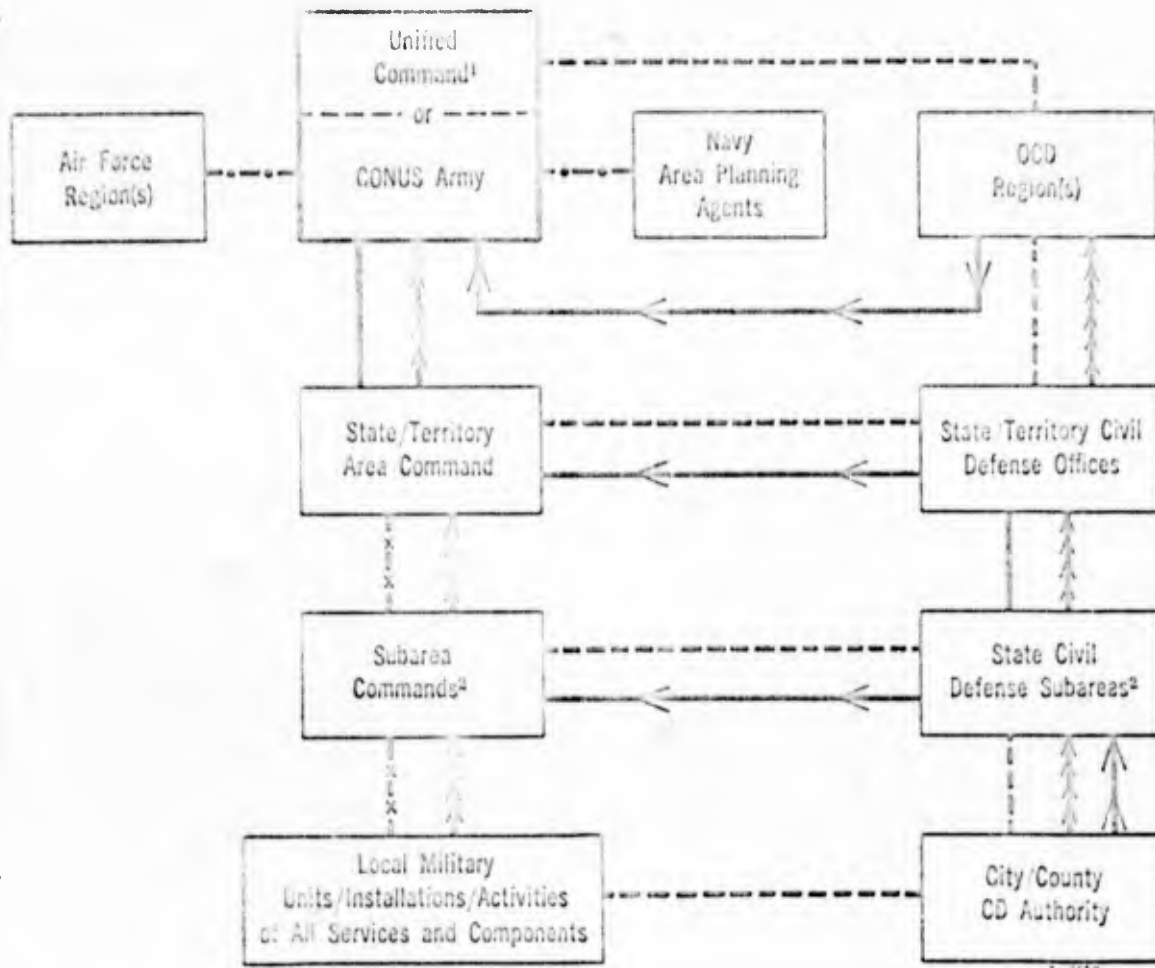 Unified
Command¹
or
CONUS Army
Air Force
Region(s)
Navy
Area Planning
Agents
OCD
Region(s)
State/Territory
Area Command
State/Territory Civil
Defense Offices
Subarea
Commands²
State Civil
Defense Subareas²
Local Military
Units/Installations/Activities
of All Services and Components
City/County
CD Authority